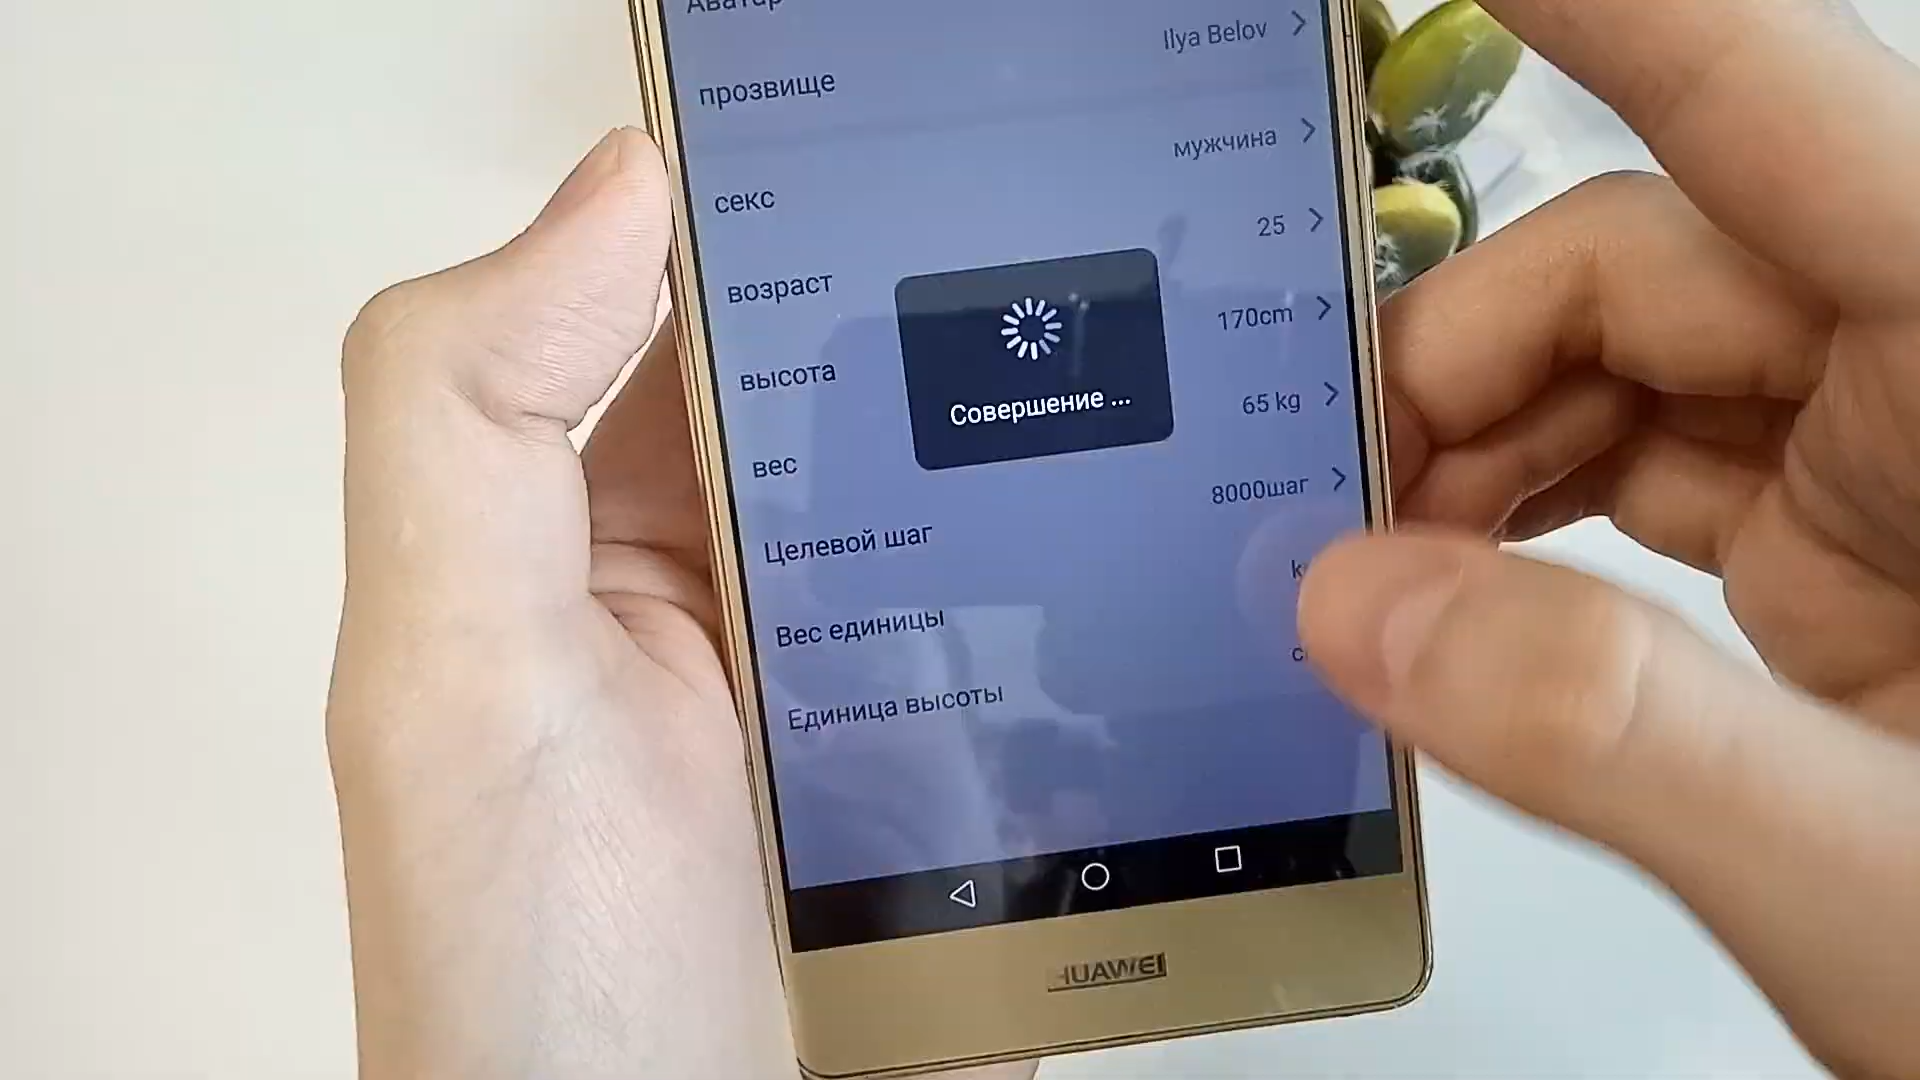 Аватар
Ilya Belov
прозвище
мужчина
секс
25
возраст
170cm
высота
65 kg
вес
8000шаг
Целевой шаг
Вес единицы
Единица высоты
Совершение ...
HUAWEI